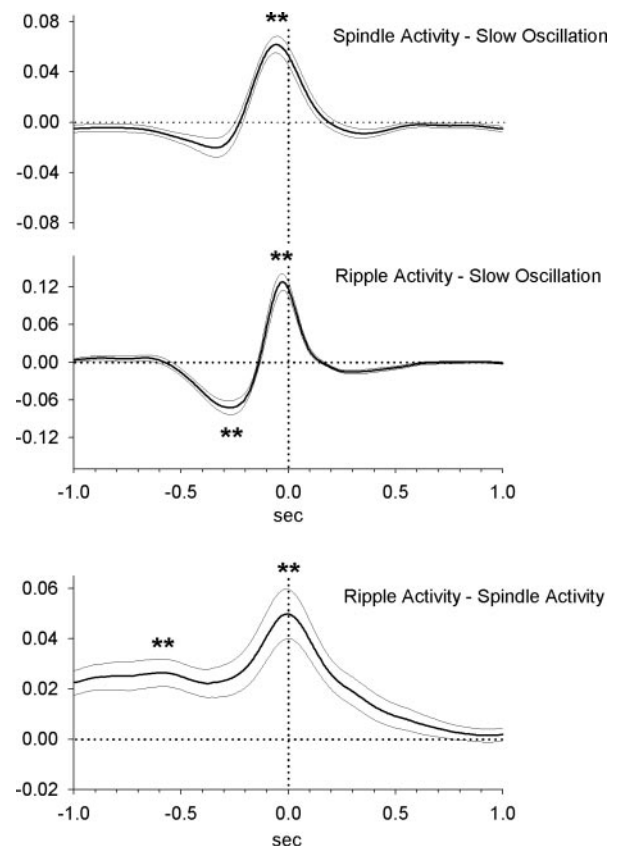 **
Spindle Activity - Slow Oscillation
0.08
0.04
0.00
-0.04
-0.08
**
Ripple Activity - Slow Oscillation
0.12
0.06
0.00
-0.06
**
-0.12
-1.0 -0.5 0.0 0.5 1.0
sec
**
0.06
Ripple Activity - Spindle Activity
0.04
**
0.02
0.00
-0.02
-1.0 -0.5 0.0 0.5 1.0
sec